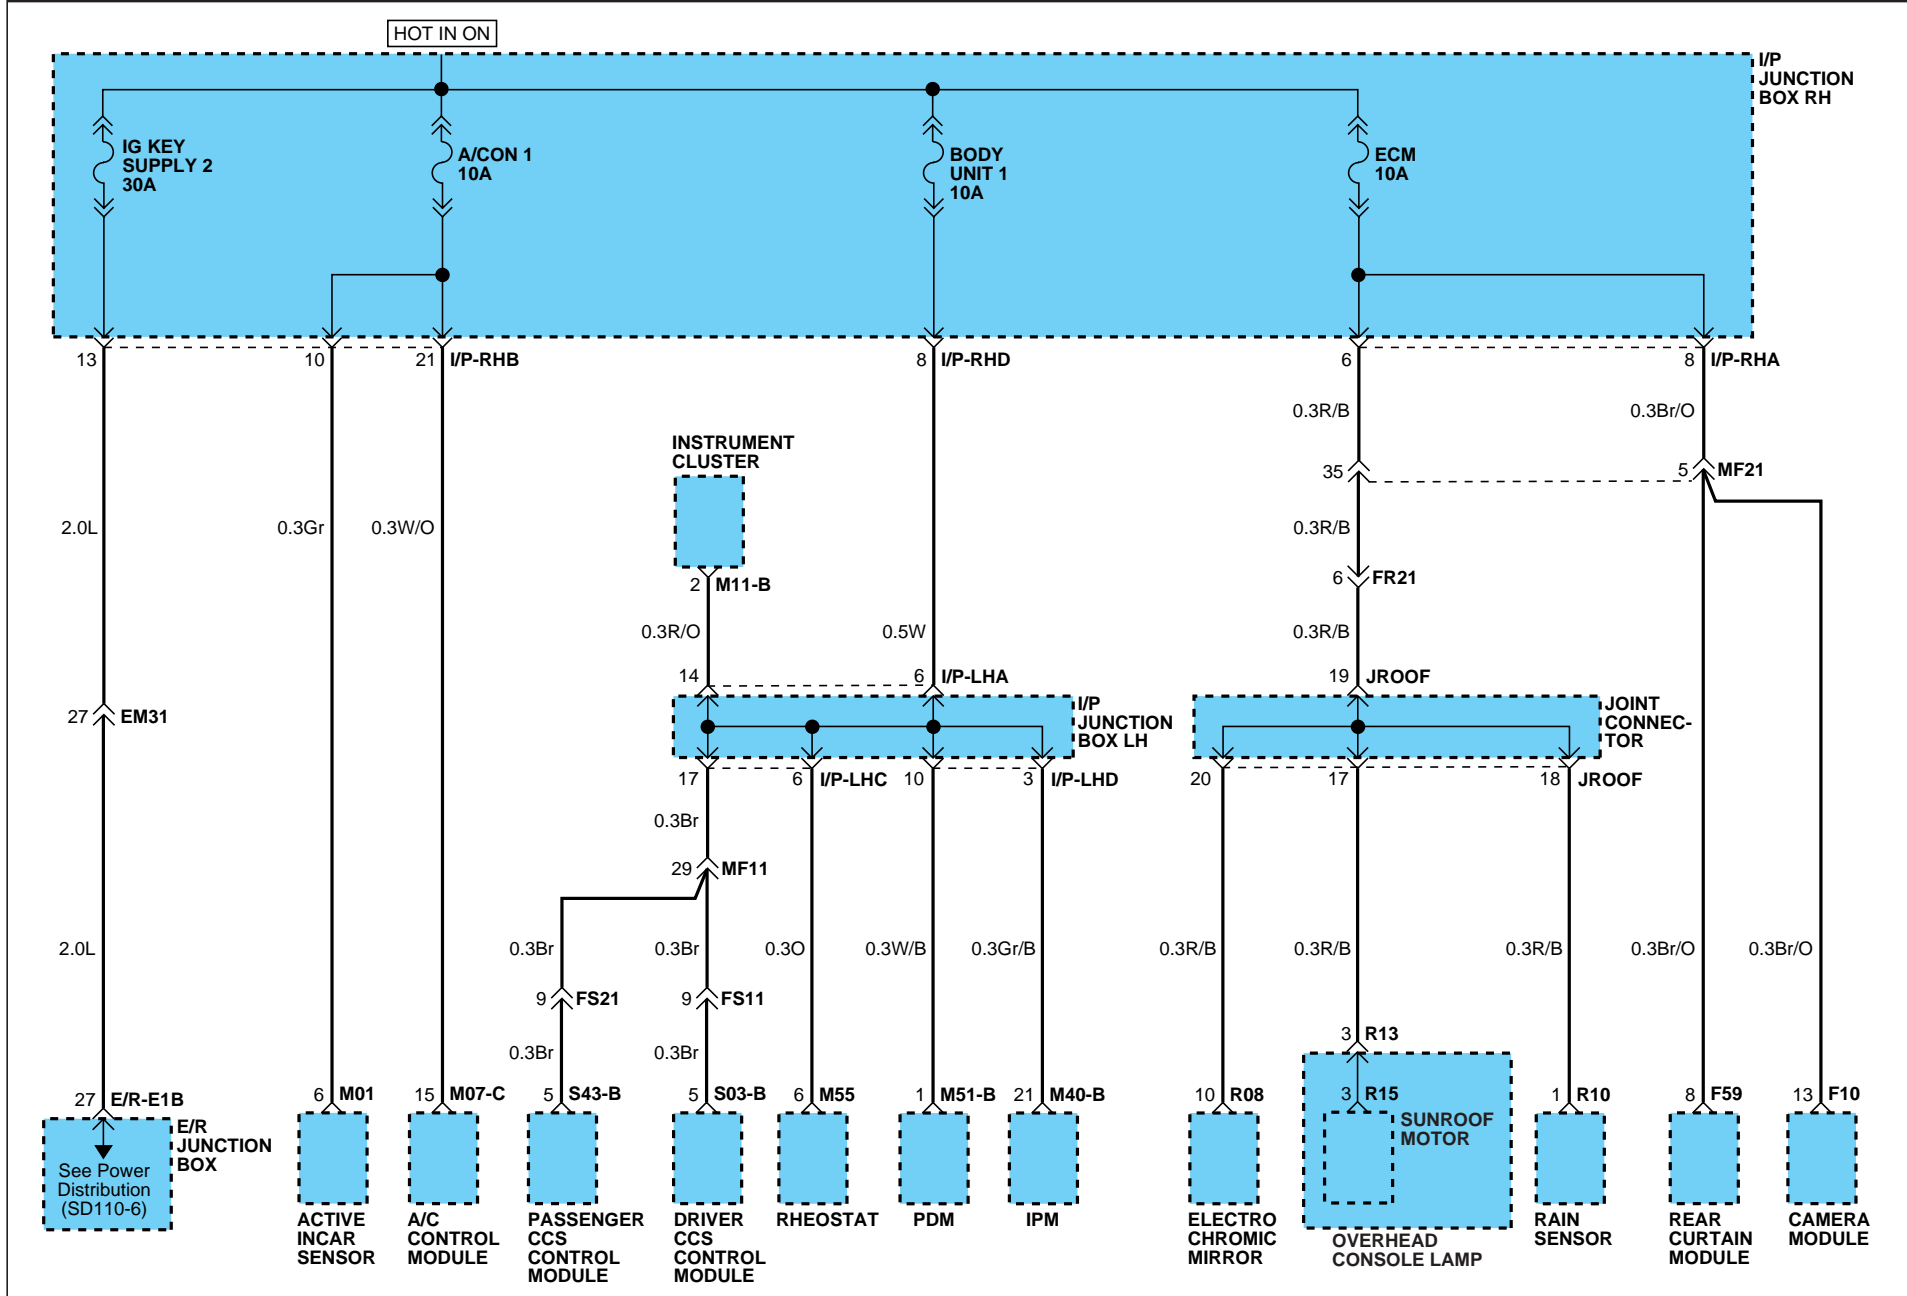 HOT IN ON
I/P
JUNCTION
BOX RH
IG KEY
SUPPLY 2
30A
A/CON 1
10A
BODY
UNIT 1
10A
ECM
10A
13
10
21 I/P-RHB
8 I/P-RHD
6
8 I/P-RHA
0.3R/B
0.3Br/O
INSTRUMENT
CLUSTER
35
5 MF21
2.0L
0.3Gr
0.3W/O
0.3R/B
2 M11-B
6 FR21
0.3R/O
0.5W
0.3R/B
14
6 I/P-LHA
19 JROOF
27 EM31
I/P
JUNCTION
BOX LH
JOINT
CONNEC-
TOR
17
6 I/P-LHC
10
3 I/P-LHD
20
17
18 JROOF
0.3Br
29 MF11
2.0L
0.3Br
0.3Br
0.3O
0.3W/B
0.3Gr/B
0.3R/B
0.3R/B
0.3R/B
0.3Br/O
0.3Br/O
9 FS21
9 FS11
3 R13
0.3Br
0.3Br
27 E/R-E1B
6 M01
15 M07-C
5 S43-B
5 S03-B
6 M55
1 M51-B
21 M40-B
10 R08
3 R15
1 R10
8 F59
13 F10
E/R
JUNCTION
BOX
See Power
Distribution
(SD110-6)
SUNROOF
MOTOR
ACTIVE
INCAR
SENSOR
A/C
CONTROL
MODULE
PASSENGER
CCS
CONTROL
MODULE
DRIVER
CCS
CONTROL
MODULE
RHEOSTAT
PDM
IPM
ELECTRO
CHROMIC
MIRROR
OVERHEAD
CONSOLE LAMP
RAIN
SENSOR
REAR
CURTAIN
MODULE
CAMERA
MODULE